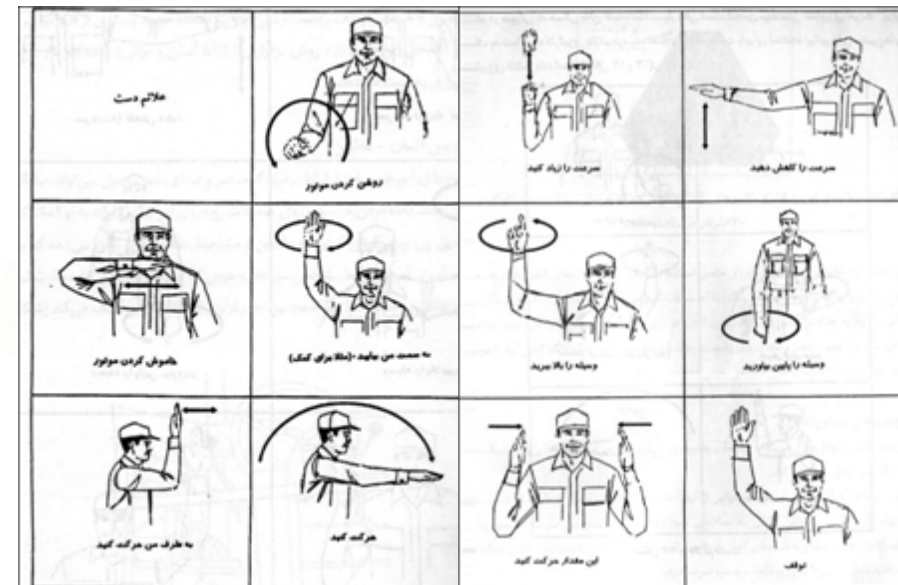 علائم دست
روشن کردن موتوز
سرعت را زیاد کنید
سرعت را کاهش دهید
خاموش کردن موتوز
به سمت من بیایید -(مثلا برای کمک)
وسیله را بالا ببرید
وسیله را پایین بیاورید
به طرف من حرکت کنید
حرکت کنید
این مقدار حرکت کنید
توقف